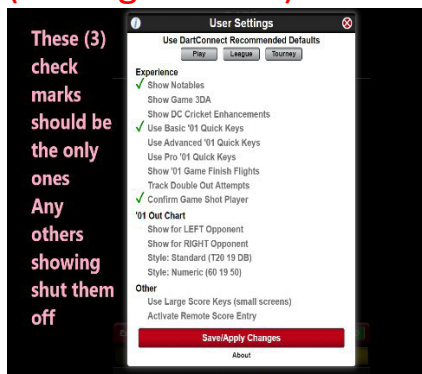 These (3)
check
marks
should be
the only
ones
Any
others
showing
shut them
off
User Settings
Use DartConnect Recommended Defaults
Play League Tourney
Experience
Show Notables
Show Game 3DA
Show DC Cricket Enhancements
Use Basic '01 Quick Keys
Use Advanced '01 Quick Keys
Use Pro '01 Quick Keys
Show '01 Game Finish Flights
Track Double Out Attempts
Confirm Game Shot Player
'01 Out Chart
Show for LEFT Opponent
Show for RIGHT Opponent
Style: Standard (T20 19 DB)
Style: Numeric (60 19 50)
Other
Use Large Score Keys (small screens)
Activate Remote Score Entry
Save/Apply Changes
About